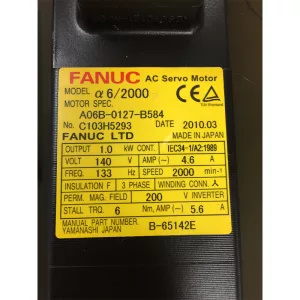 FANUC AC Servo Motor
MODEL α6/2000
MOTOR SPEC.
A06B-0127-B584
No. C103H5293 DATE 2010.03
FANUC LTD MADE IN JAPAN
OUTPUT 1.0 kW CONT. IEC34-1/A2:1989
VOLT 140 V AMP (~) 4.6 A
FREQ. 133 Hz SPEED 2000 min⁻¹
INSULATION F 3 PHASE WINDING CONN. 人
PERM. MAG. FIELD 200 V INVERTER
STALL TRQ. 6 Nm, AMP(~) 5.6 A
MANUAL PART NUMBER B-65142E
YAMANASHI JAPAN